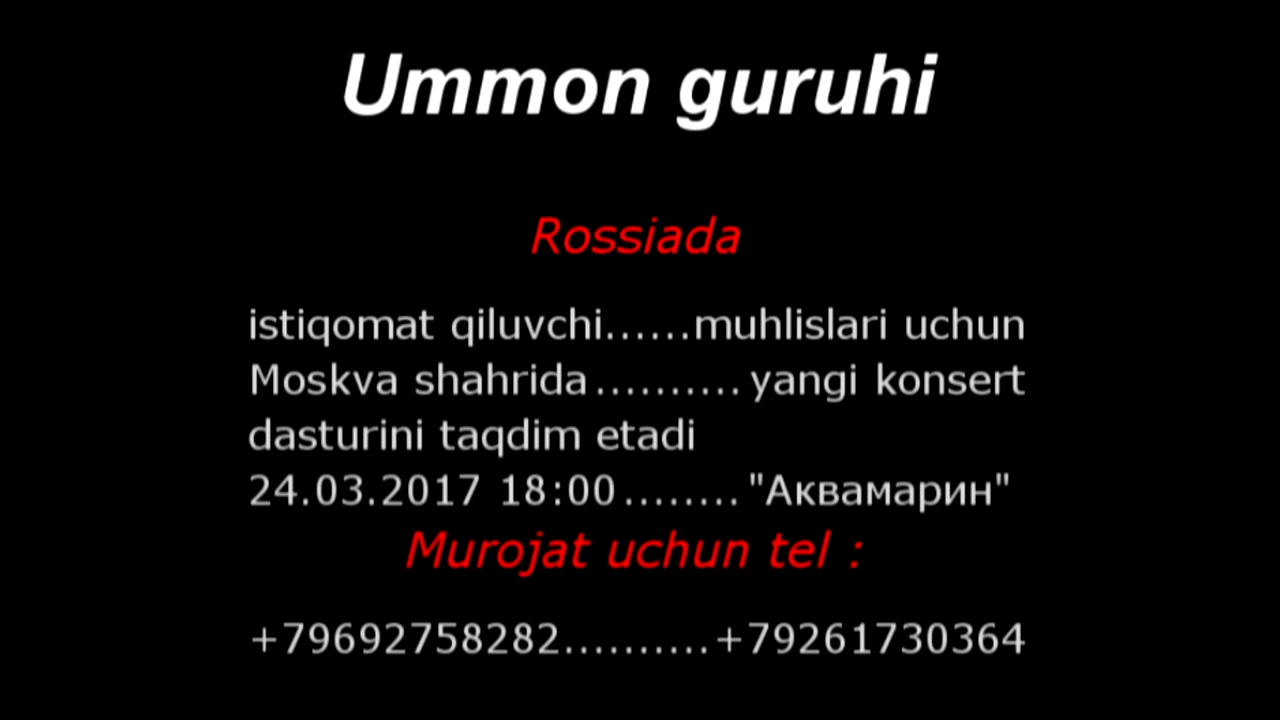 Ummon guruhi
Rossiada
istiqomat qiluvchi......muhlislari uchun
Moskva shahrida..........yangi konsert
dasturini taqdim etadi
24.03.2017 18:00........"Аквамарин"
Murojat uchun tel :
+79692758282..........+79261730364